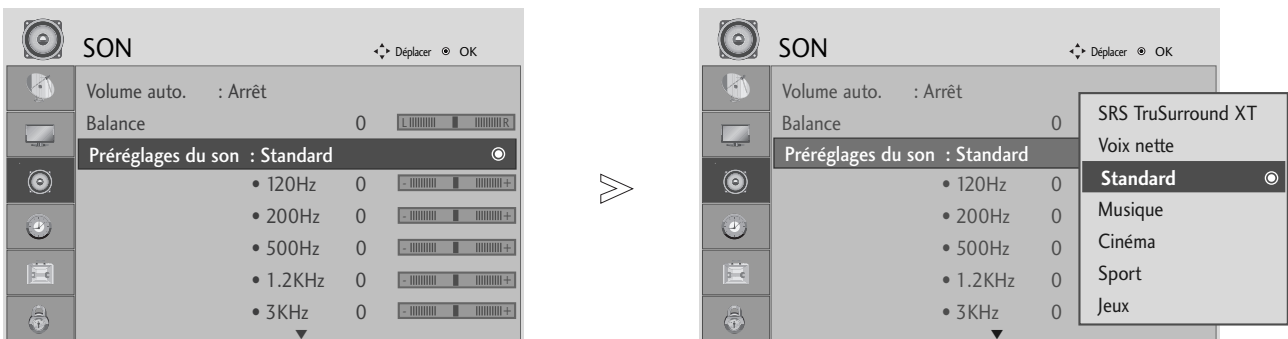 SON
Déplacer OK
Volume auto. : Arrêt
Balance 0 L R
Préréglages du son : Standard
• 120Hz 0 - +
• 200Hz 0 - +
• 500Hz 0 - +
• 1.2KHz 0 - +
• 3KHz 0 - +
SON
Déplacer OK
Volume auto. : Arrêt
Balance 0
Préréglages du son : Standard
• 120Hz 0
• 200Hz 0
• 500Hz 0
• 1.2KHz 0
• 3KHz 0
SRS TruSurround XT
Voix nette
Standard
Musique
Cinéma
Sport
Jeux